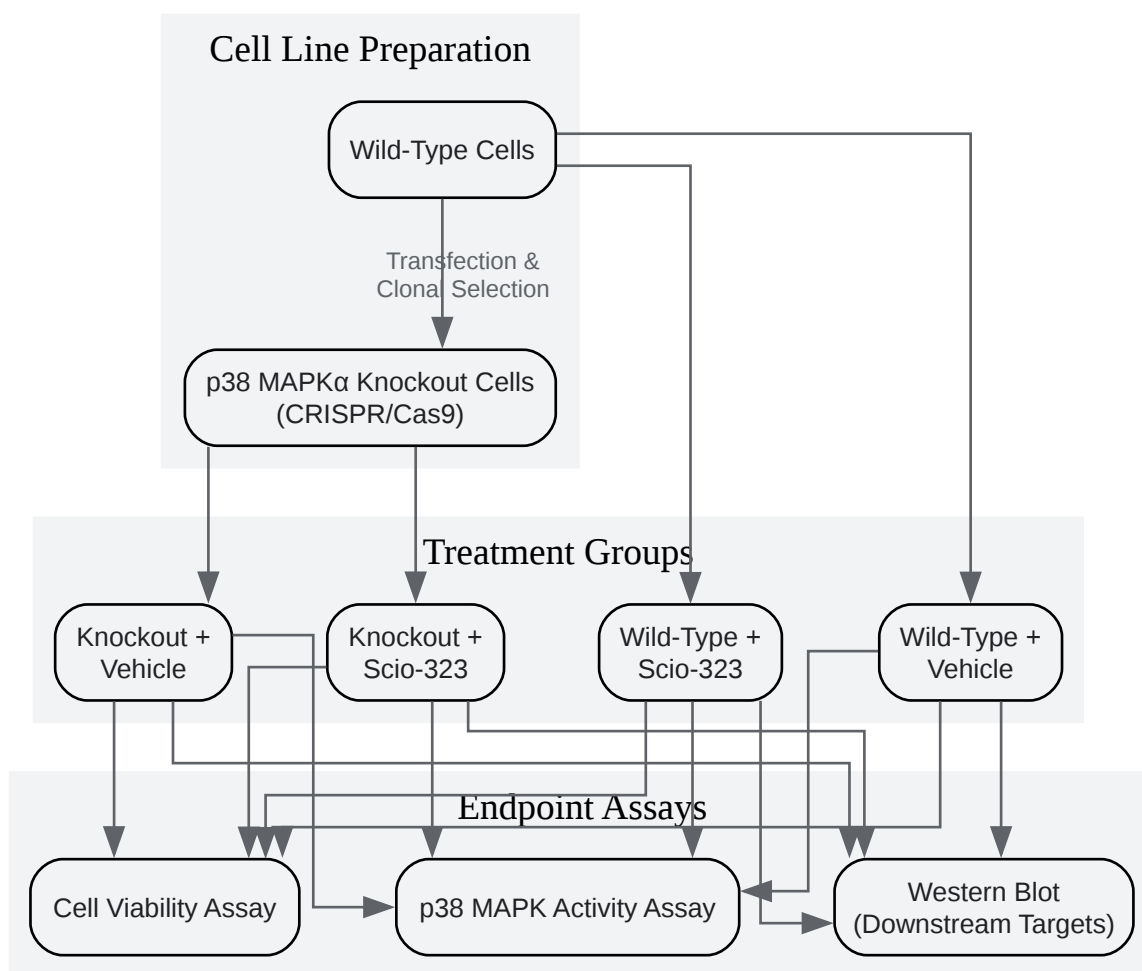 Cell Line Preparation
Wild-Type Cells
Transfection &
Clonal Selection
p38 MAPKα Knockout Cells
(CRISPR/Cas9)
Treatment Groups
Knockout +
Vehicle
Knockout +
Scio-323
Wild-Type +
Scio-323
Wild-Type +
Vehicle
Endpoint Assays
Cell Viability Assay
p38 MAPK Activity Assay
Western Blot
(Downstream Targets)